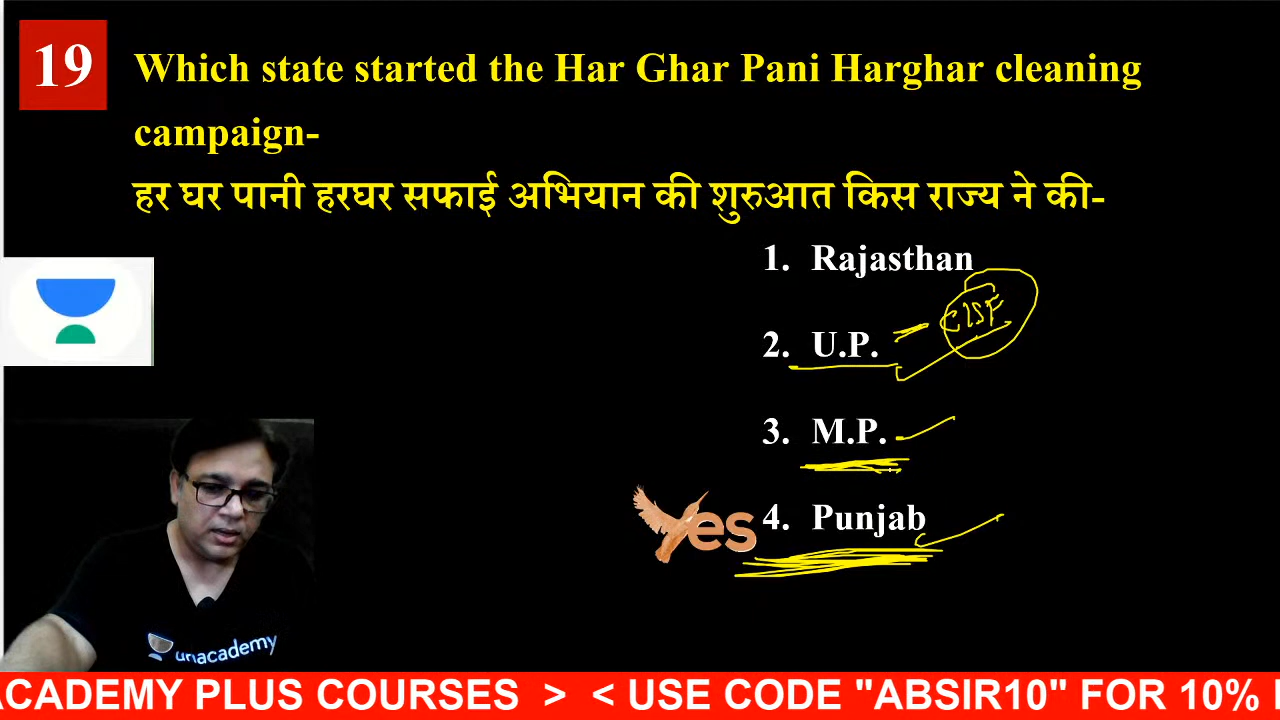 19
Which state started the Har Ghar Pani Harghar cleaning
campaign-
हर घर पानी हरघर सफाई अभियान की शुरुआत किस राज्य ने की-
1. Rajasthan
2. U.P. - CISF
3. M.P.
Yes 4. Punjab
unacademy
ACADEMY PLUS COURSES > < USE CODE "ABSIR10" FOR 10%